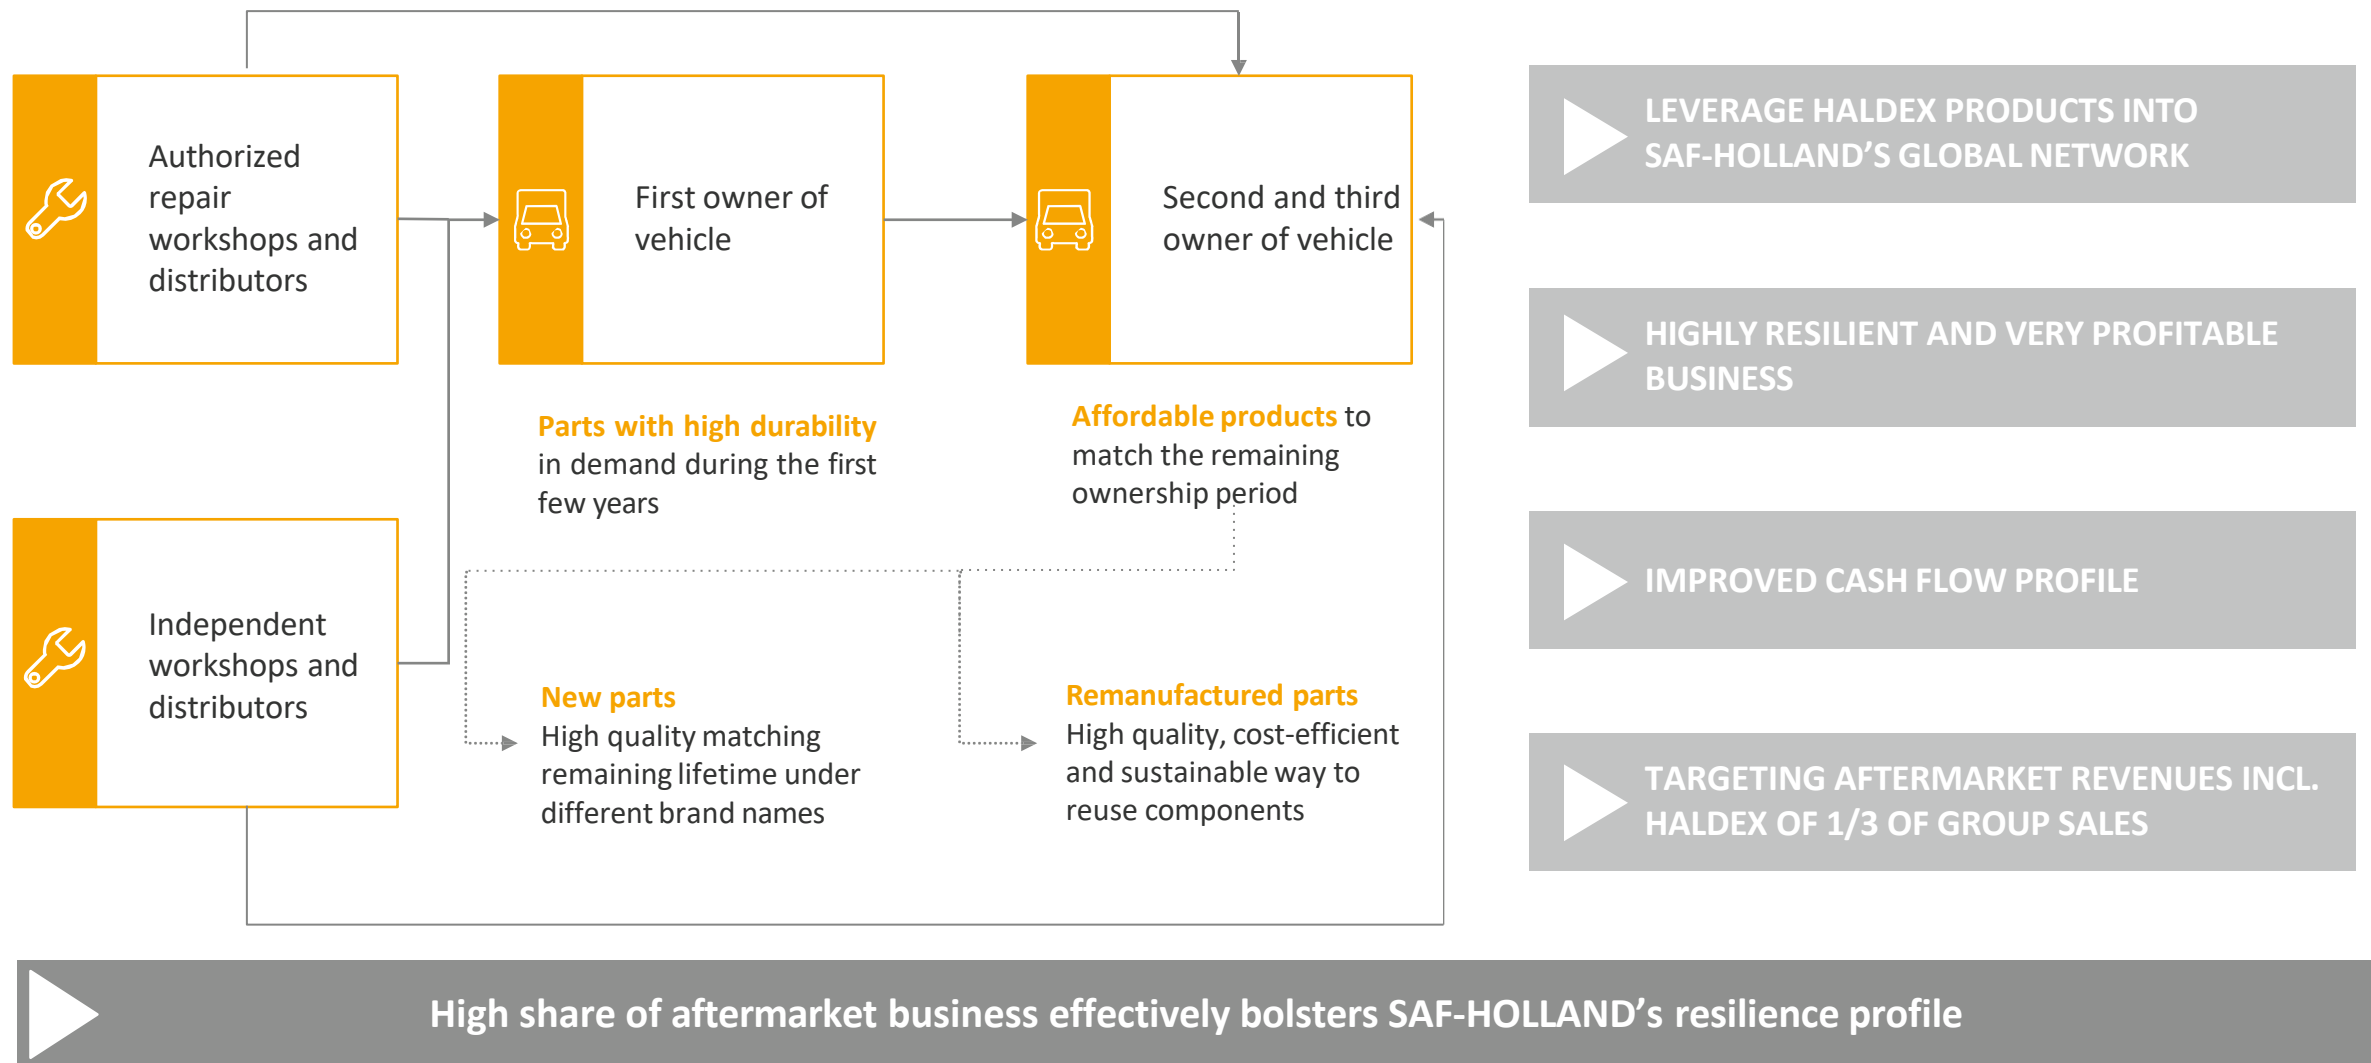 Authorized
repair
workshops and
distributors
First owner of
vehicle
Second and third
owner of vehicle
Parts with high durability
in demand during the first
few years
Affordable products to
match the remaining
ownership period
Independent
workshops and
distributors
New parts
High quality matching
remaining lifetime under
different brand names
Remanufactured parts
High quality, cost-efficient
and sustainable way to
reuse components
LEVERAGE HALDEX PRODUCTS INTO
SAF-HOLLAND’S GLOBAL NETWORK
HIGHLY RESILIENT AND VERY PROFITABLE
BUSINESS
IMPROVED CASH FLOW PROFILE
TARGETING AFTERMARKET REVENUES INCL.
HALDEX OF 1/3 OF GROUP SALES
High share of aftermarket business effectively bolsters SAF-HOLLAND’s resilience profile